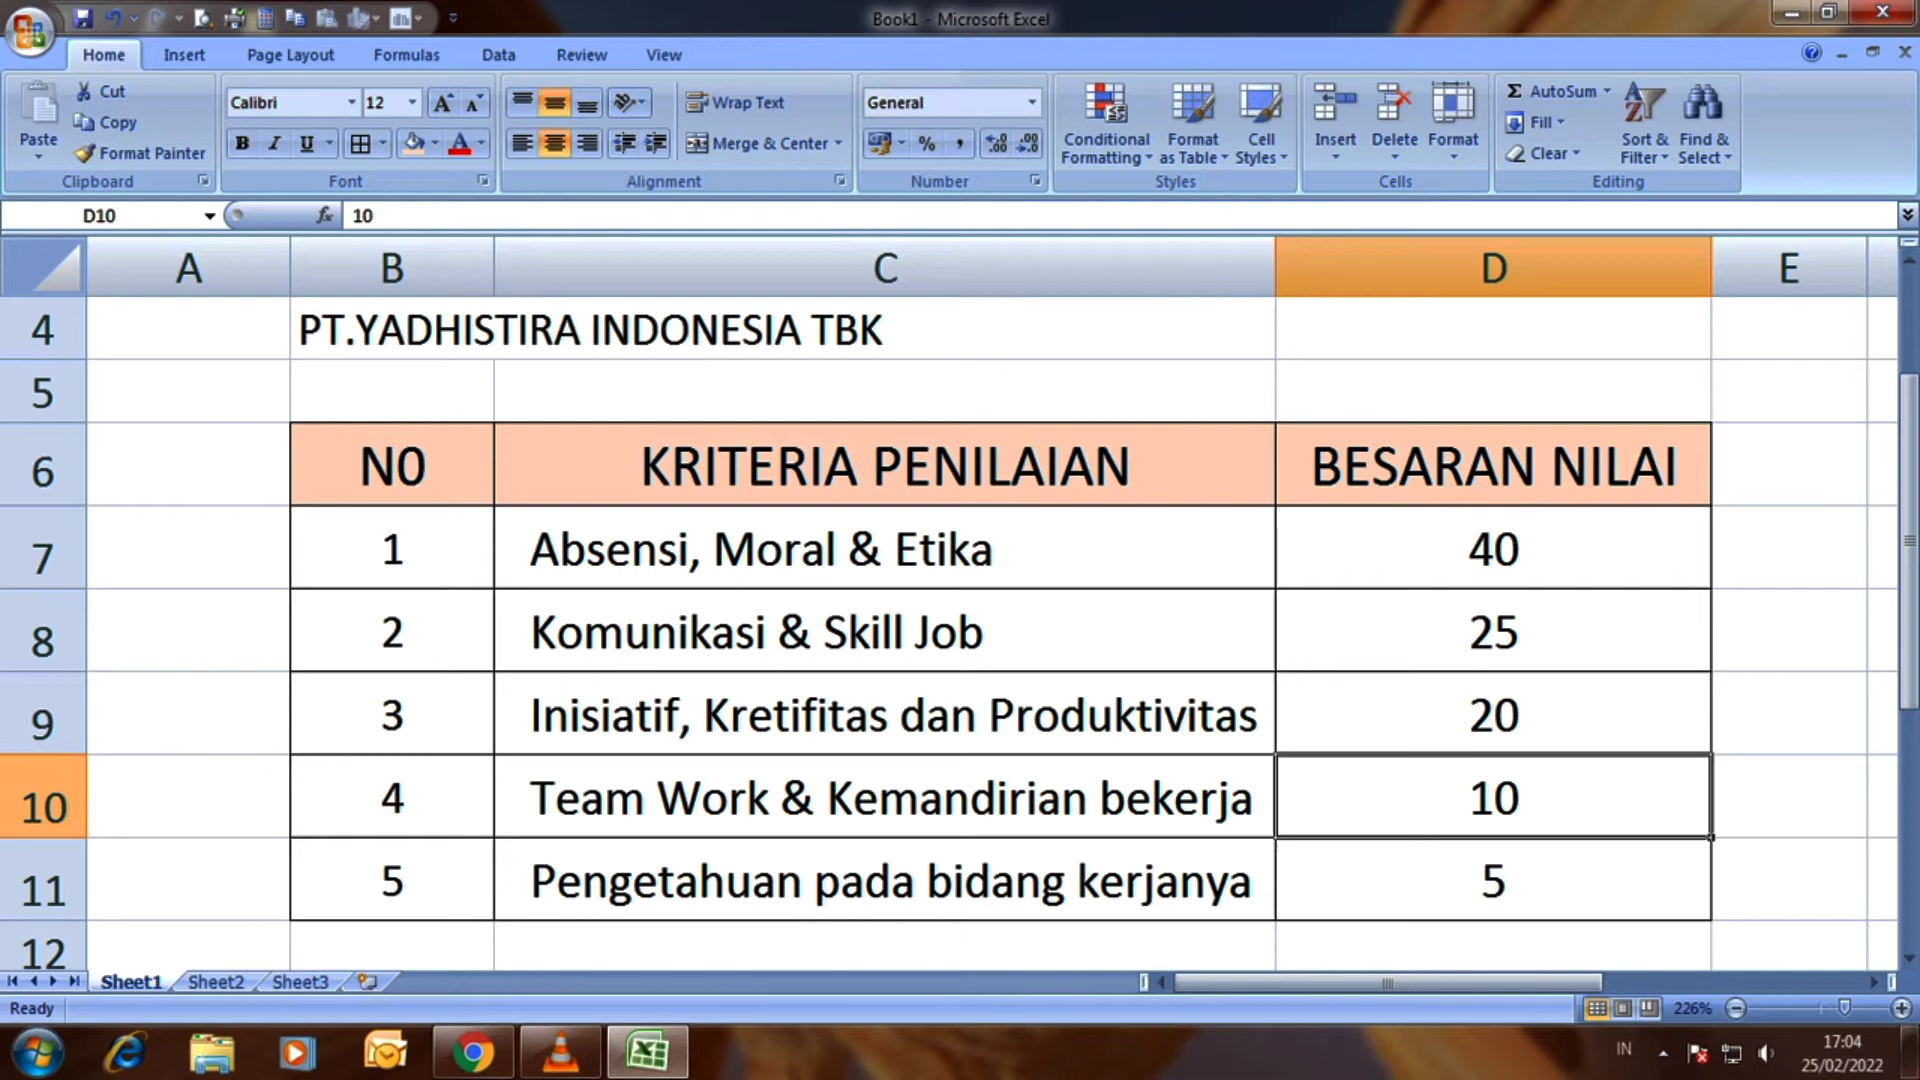 Book1 - Microsoft Excel
Home Insert Page Layout Formulas Data Review View
Paste Cut Copy Format Painter Clipboard
Calibri 12 B I U Font
Wrap Text Merge & Center Alignment
General % , Number
Conditional Formatting Format as Table Cell Styles Styles
Insert Delete Format Cells
Σ AutoSum Fill Clear Sort & Filter Find & Select Editing
D10 fx 10
A B C D E
4 PT.YADHISTIRA INDONESIA TBK
5
6 N0 KRITERIA PENILAIAN BESARAN NILAI
7 1 Absensi, Moral & Etika 40
8 2 Komunikasi & Skill Job 25
9 3 Inisiatif, Kretifitas dan Produktivitas 20
10 4 Team Work & Kemandirian bekerja 10
11 5 Pengetahuan pada bidang kerjanya 5
12
Sheet1 Sheet2 Sheet3
Ready 226%
IN 17:04
25/02/2022